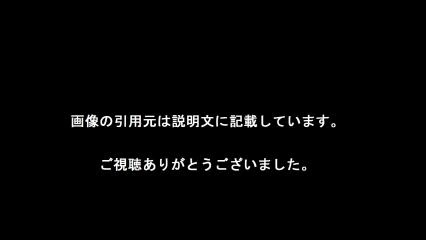 画像の引用元は説明文に記載しています。
ご視聴ありがとうございました。